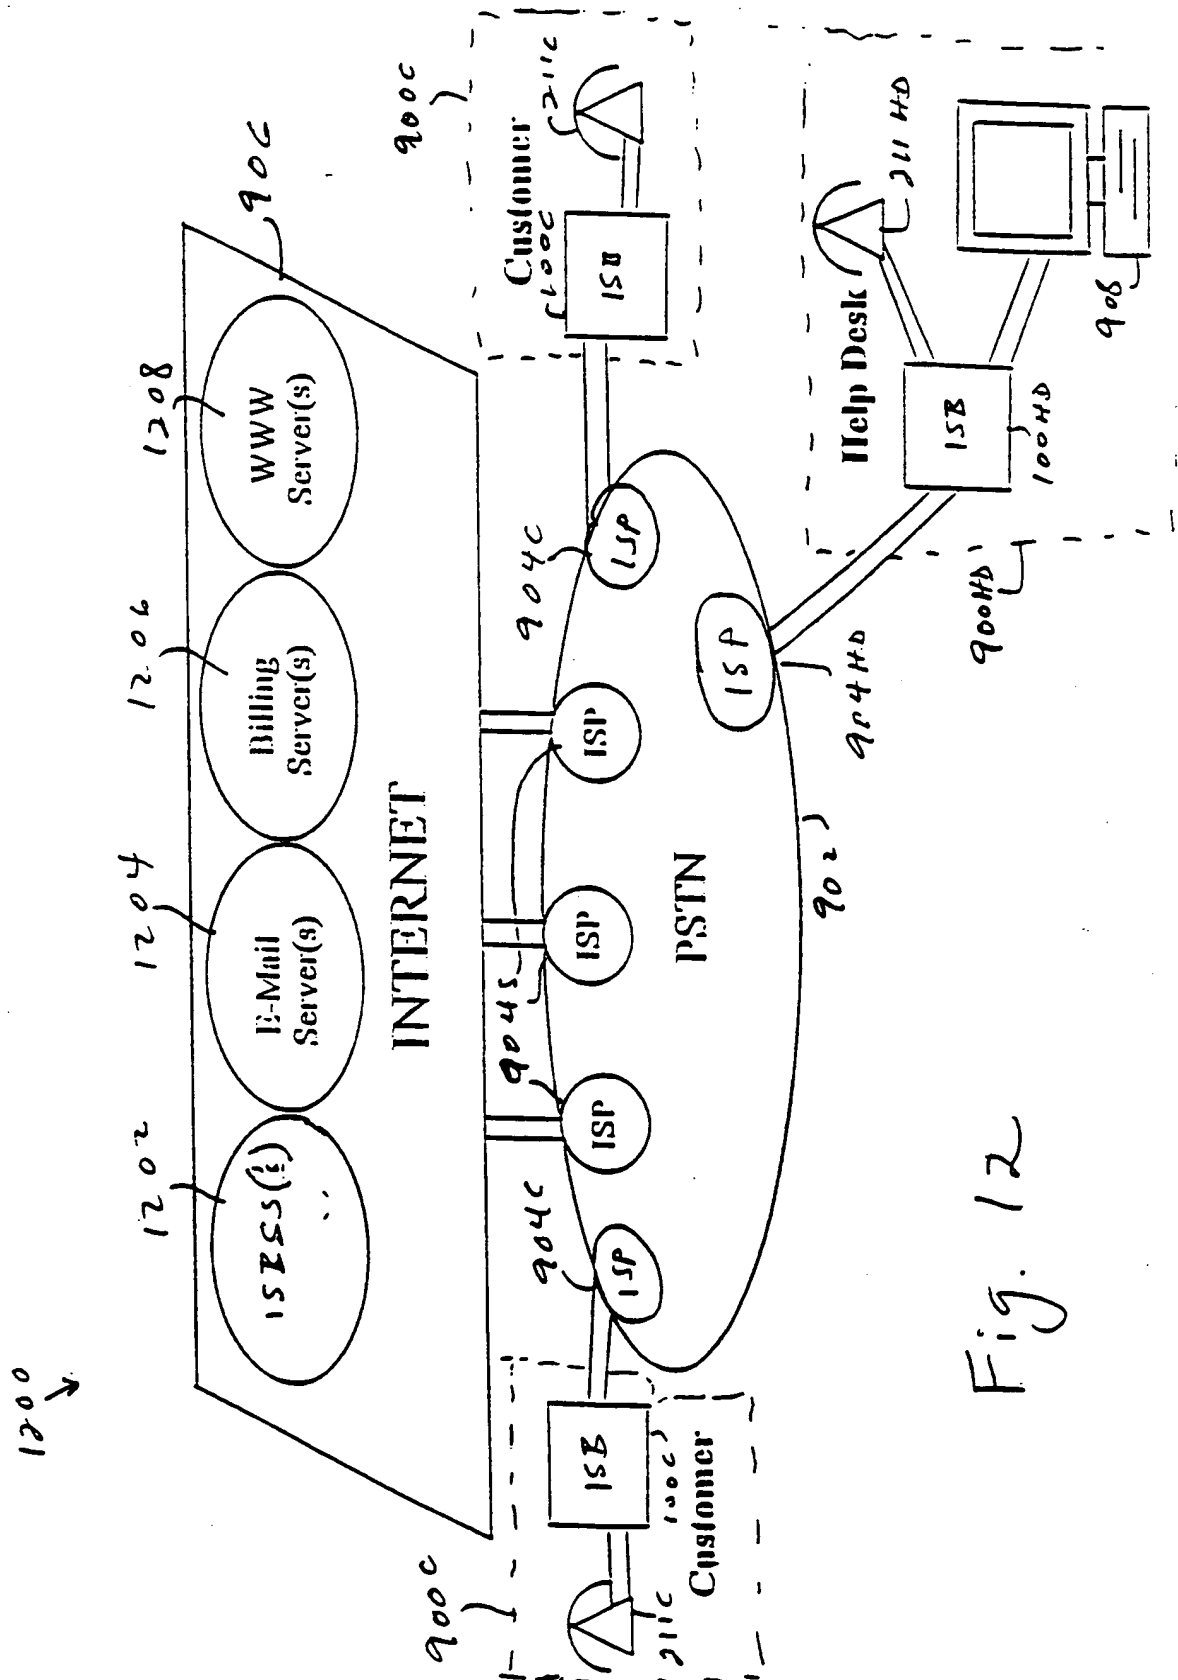 1200
1202
1204
1206
1208
906
ISBSS(s)
E-Mail
Server(s)
Billing
Server(s)
WWW
Server(s)
INTERNET
900C
904C
904S
904C
900C
211C
ISB
100C
Customer
ISP
ISP
ISP
ISP
ISP
Customer
100C
ISB
211C
PSTN
ISP
902
904HD
900HD
Help Desk
ISB
100HD
211HD
908
Fig. 12